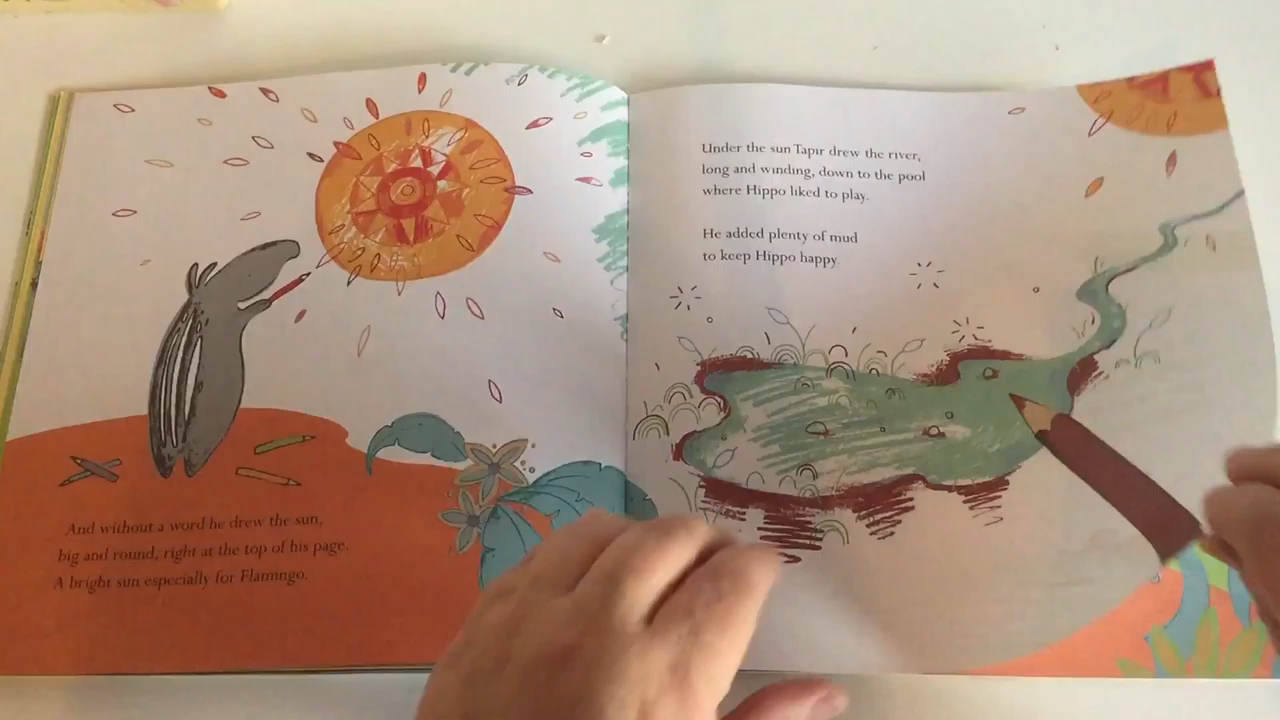 And without a word he drew the sun,
big and round, right at the top of his page.
A bright sun especially for Flamingo.
Under the sun Tapir drew the river,
long and winding, down to the pool
where Hippo liked to play.
He added plenty of mud
to keep Hippo happy.